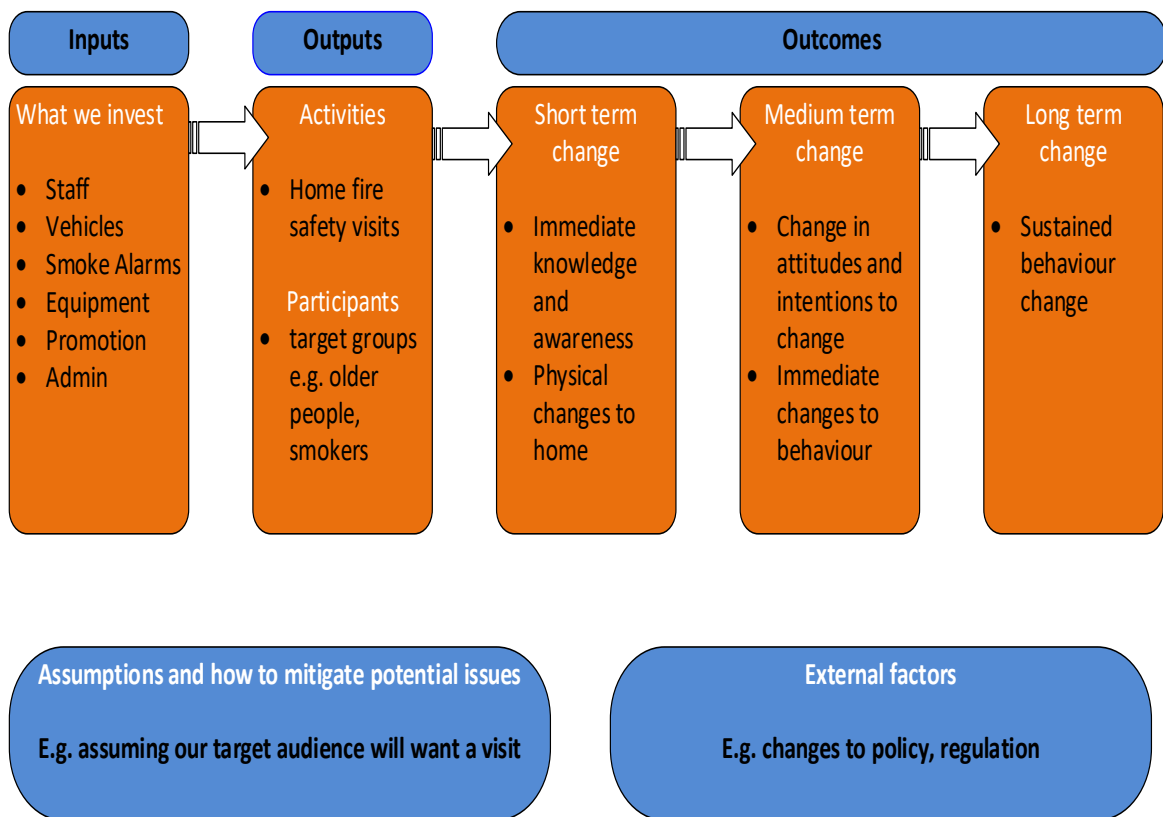 Inputs
Outputs
Outcomes
What we invest
• Staff
• Vehicles
• Smoke Alarms
• Equipment
• Promotion
• Admin
Activities
• Home fire
safety visits
Participants
• target groups
e.g. older
people,
smokers
Short term
change
• Immediate
knowledge
and
awareness
• Physical
changes to
home
Medium term
change
• Change in
attitudes and
intentions to
change
• Immediate
changes to
behaviour
Long term
change
• Sustained
behaviour
change
Assumptions and how to mitigate potential issues
E.g. assuming our target audience will want a visit
External factors
E.g. changes to policy, regulation